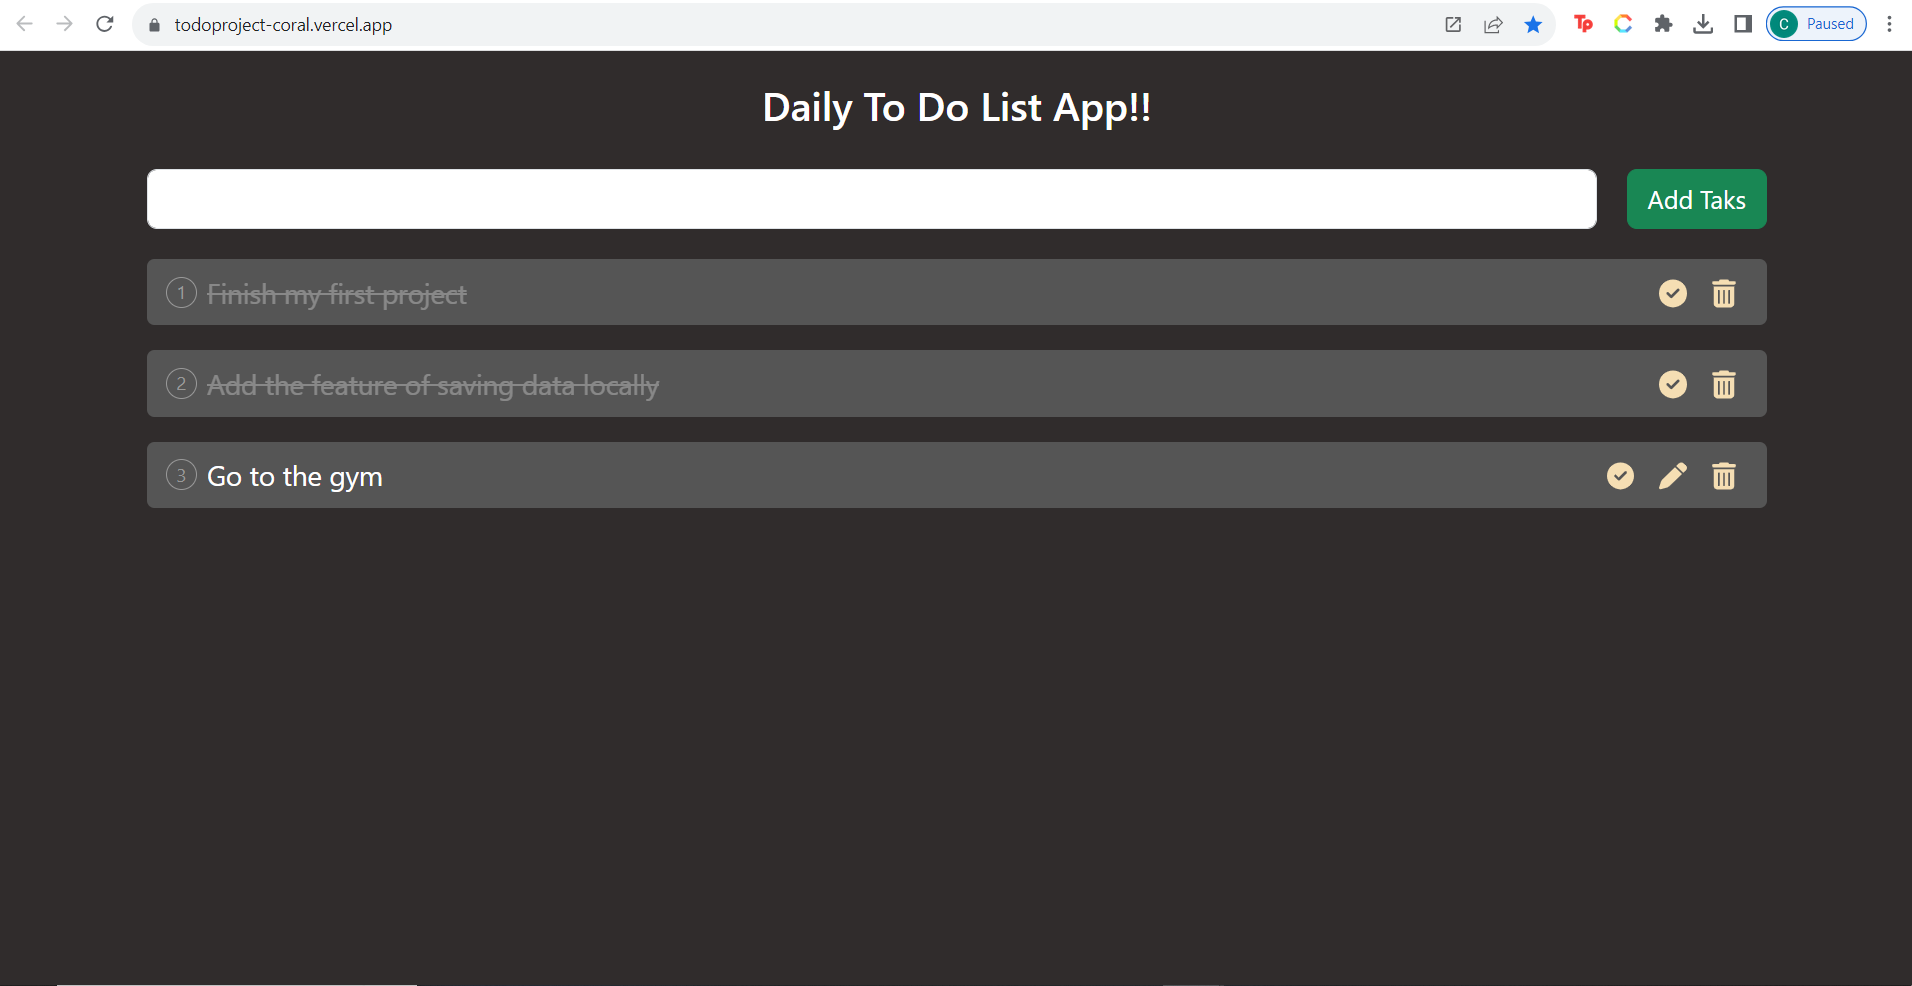 todoproject-coral.vercel.app
Tp
C
Paused
Daily To Do List App!!
Add Taks
1 Finish my first project
2 Add the feature of saving data locally
3 Go to the gym